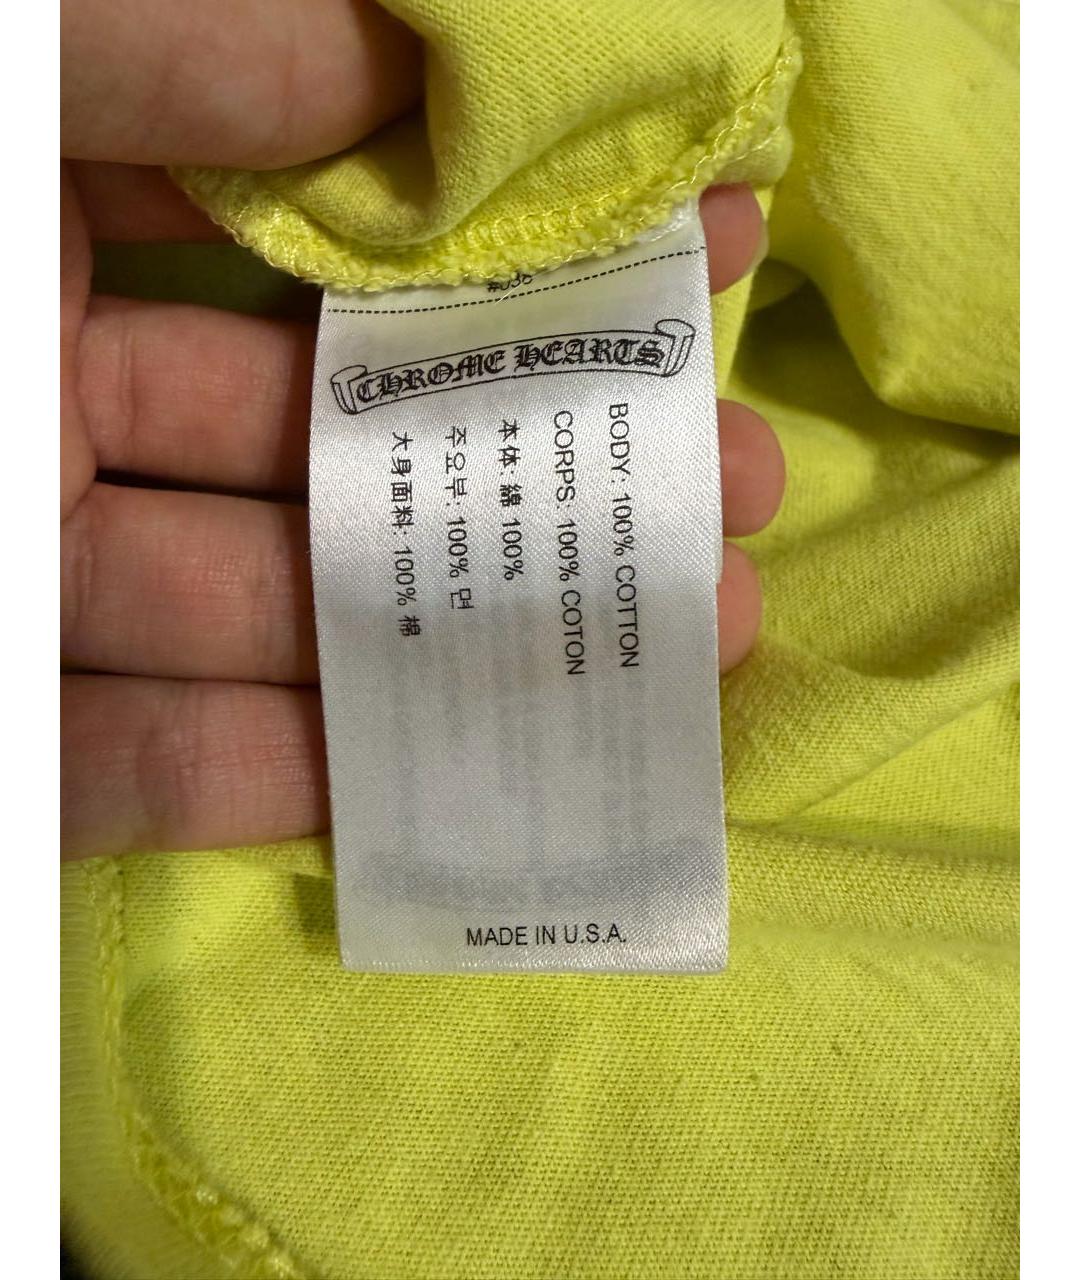 #038
CHROME HEARTS
BODY: 100% COTTON
CORPS: 100% COTON
本体: 綿 100%
주요부: 100% 면
大身面料: 100% 棉
MADE IN U.S.A.